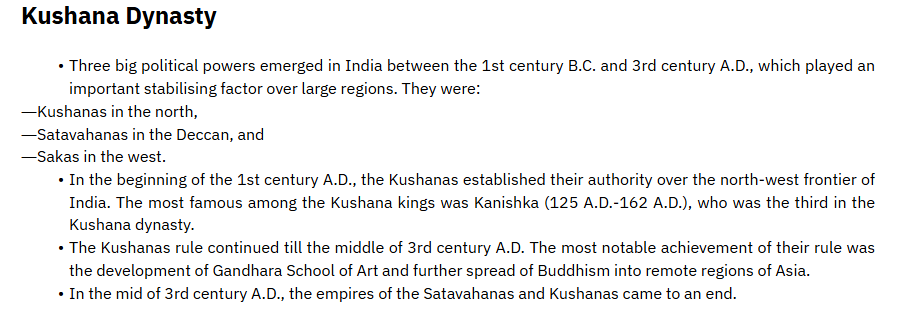 Kushana Dynasty
• Three big political powers emerged in India between the 1st century B.C. and 3rd century A.D., which played an
important stabilising factor over large regions. They were:
—Kushanas in the north,
—Satavahanas in the Deccan, and
—Sakas in the west.
• In the beginning of the 1st century A.D., the Kushanas established their authority over the north-west frontier of
India. The most famous among the Kushana kings was Kanishka (125 A.D.-162 A.D.), who was the third in the
Kushana dynasty.
• The Kushanas rule continued till the middle of 3rd century A.D. The most notable achievement of their rule was
the development of Gandhara School of Art and further spread of Buddhism into remote regions of Asia.
• In the mid of 3rd century A.D., the empires of the Satavahanas and Kushanas came to an end.